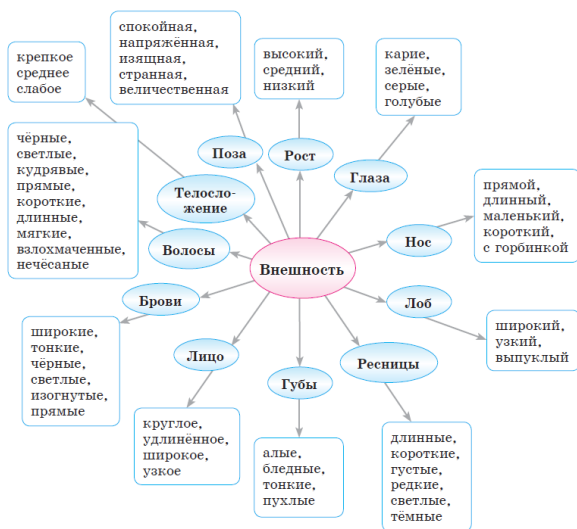 спокойная,
напряжённая,
изящная,
странная,
величественная
крепкое
среднее
слабое
высокий,
средний,
низкий
карие,
зелёные,
серые,
голубые
Поза
Рост
Глаза
чёрные,
светлые,
кудрявые,
прямые,
короткие,
длинные,
мягкие,
взлохмаченные,
нечёсаные
Телосло-
жение
Волосы
прямой,
длинный,
маленький,
короткий,
с горбинкой
Нос
Внешность
Брови
Лоб
широкие,
тонкие,
чёрные,
светлые,
изогнутые,
прямые
широкий,
узкий,
выпуклый
Лицо
Губы
Ресницы
круглое,
удлинённое,
широкое,
узкое
алые,
бледные,
тонкие,
пухлые
длинные,
короткие,
густые,
редкие,
светлые,
тёмные